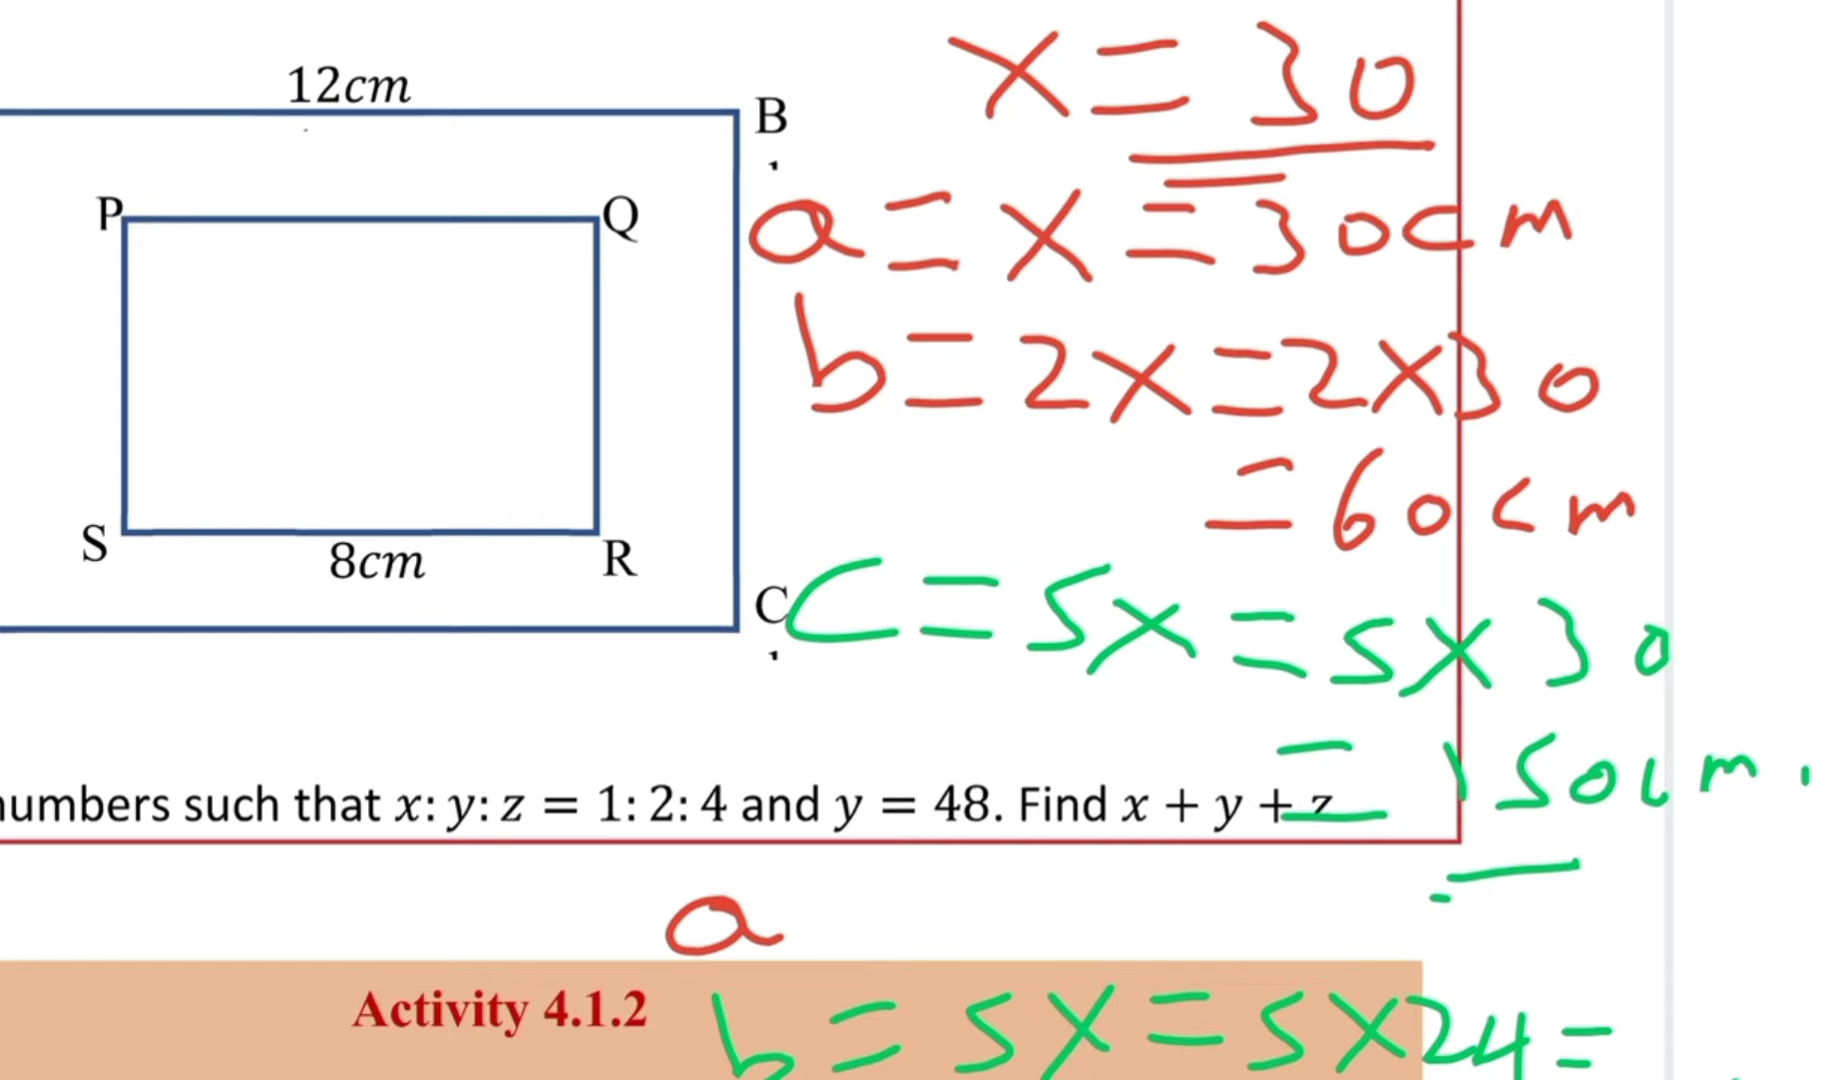 12cm
B
x = 30
P
Q
a = x = 30cm
b = 2x = 2x30
= 60cm
S
8cm
R
C
C = 5x = 5x30
= 150cm.
numbers such that x: y: z = 1: 2: 4 and y = 48. Find x + y + z
a
Activity 4.1.2
b = 5x = 5x24 =